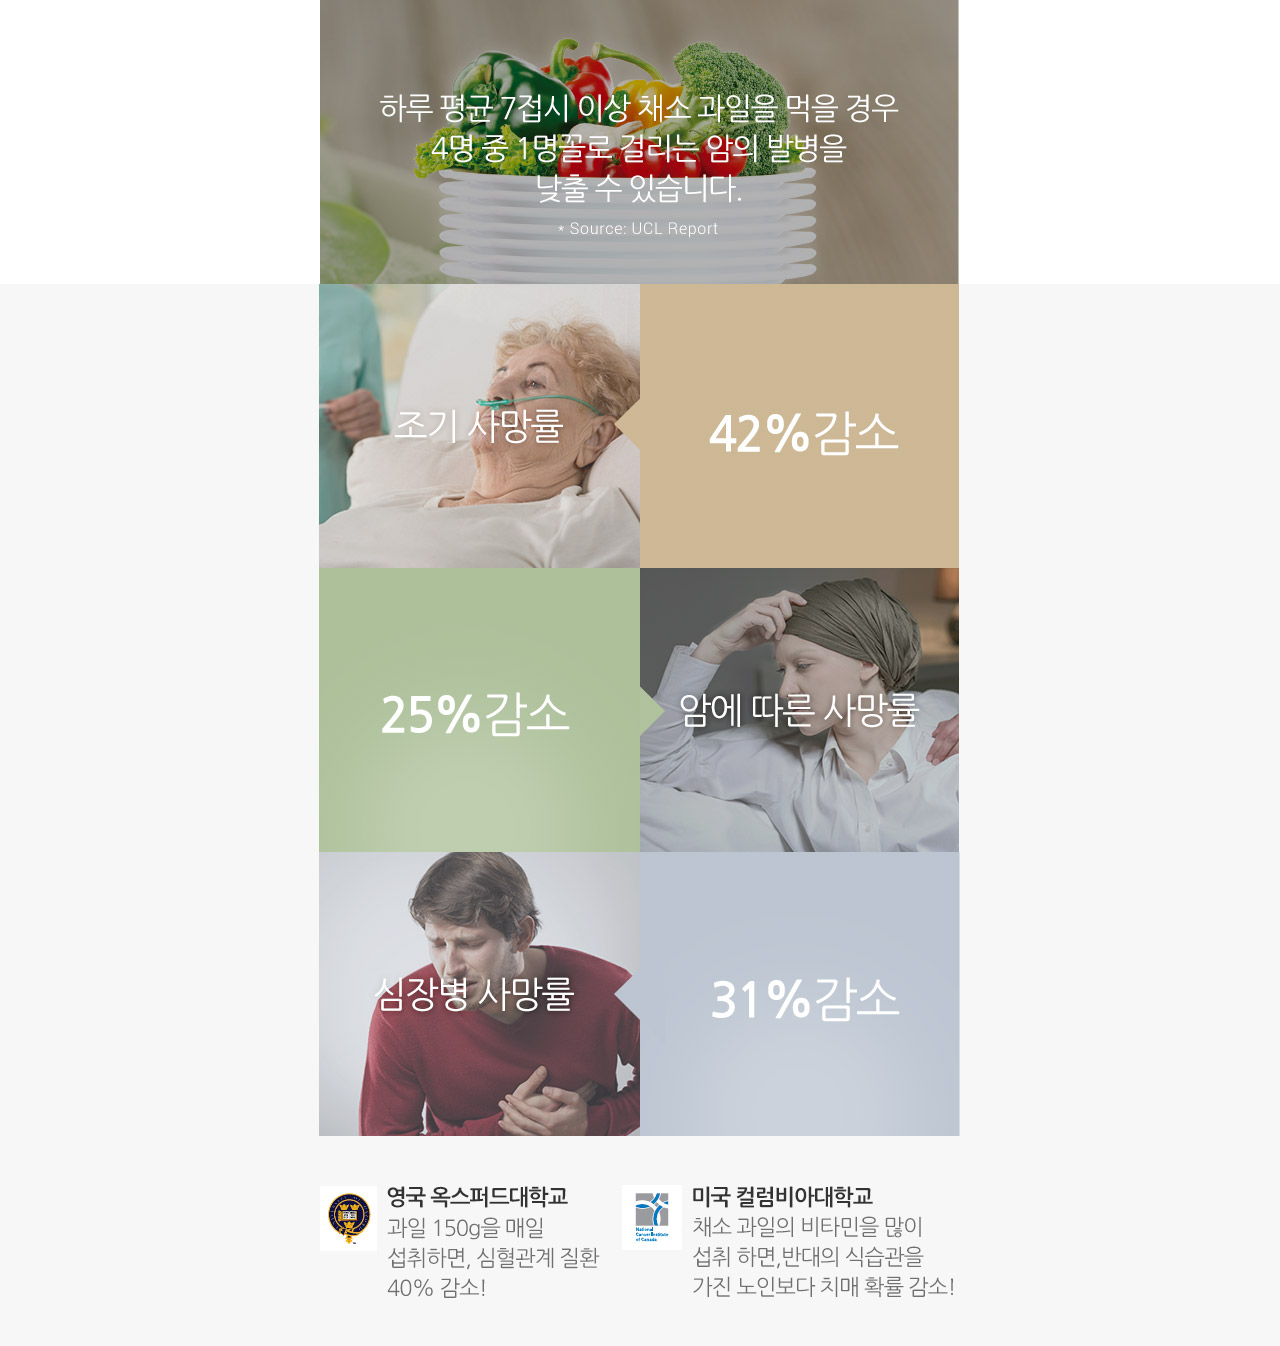 하루 평균 7접시 이상 채소 과일을 먹을 경우
4명 중 1명꼴로 걸리는 암의 발병을
낮출 수 있습니다.
* Source: UCL Report
조기 사망률
42%감소
25%감소
암에 따른 사망률
심장병 사망률
31%감소
영국 옥스퍼드대학교
과일 150g을 매일
섭취하면, 심혈관계 질환
40% 감소!
National
Cancer Institute
of Canada
미국 컬럼비아대학교
채소 과일의 비타민을 많이
섭취 하면,반대의 식습관을
가진 노인보다 치매 확률 감소!